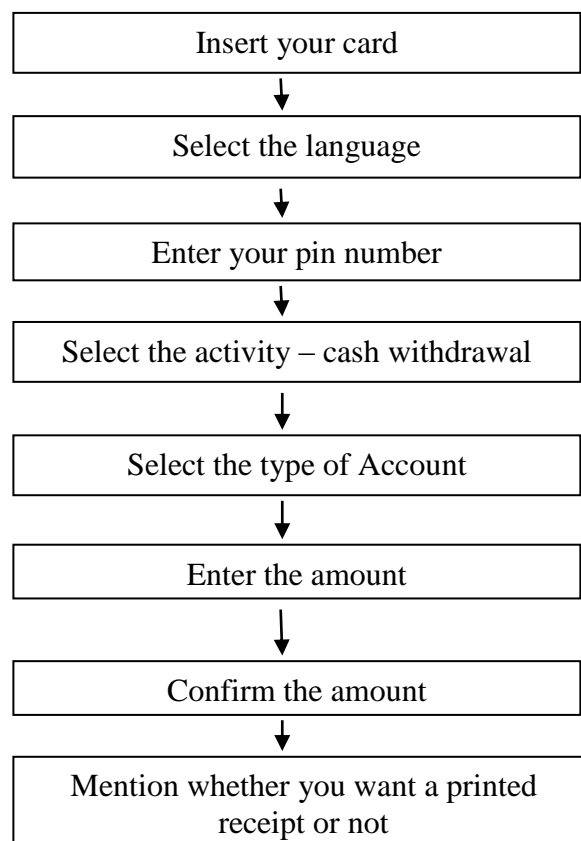 Insert your card
Select the language
Enter your pin number
Select the activity – cash withdrawal
Select the type of Account
Enter the amount
Confirm the amount
Mention whether you want a printed
receipt or not